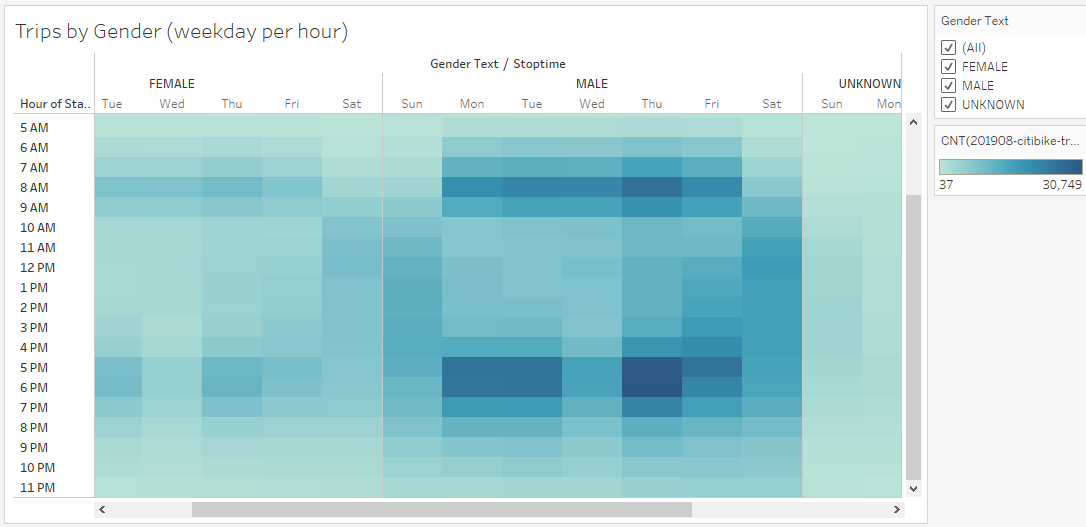 Trips by Gender (weekday per hour)
Gender Text / Stoptime
FEMALE MALE UNKNOWN
Hour of Sta.. Tue Wed Thu Fri Sat Sun Mon Tue Wed Thu Fri Sat Sun Mon
5 AM
6 AM
7 AM
8 AM
9 AM
10 AM
11 AM
12 PM
1 PM
2 PM
3 PM
4 PM
5 PM
6 PM
7 PM
8 PM
9 PM
10 PM
11 PM
Gender Text
(All)
FEMALE
MALE
UNKNOWN
CNT(201908-citibike-tr...
37 30,749